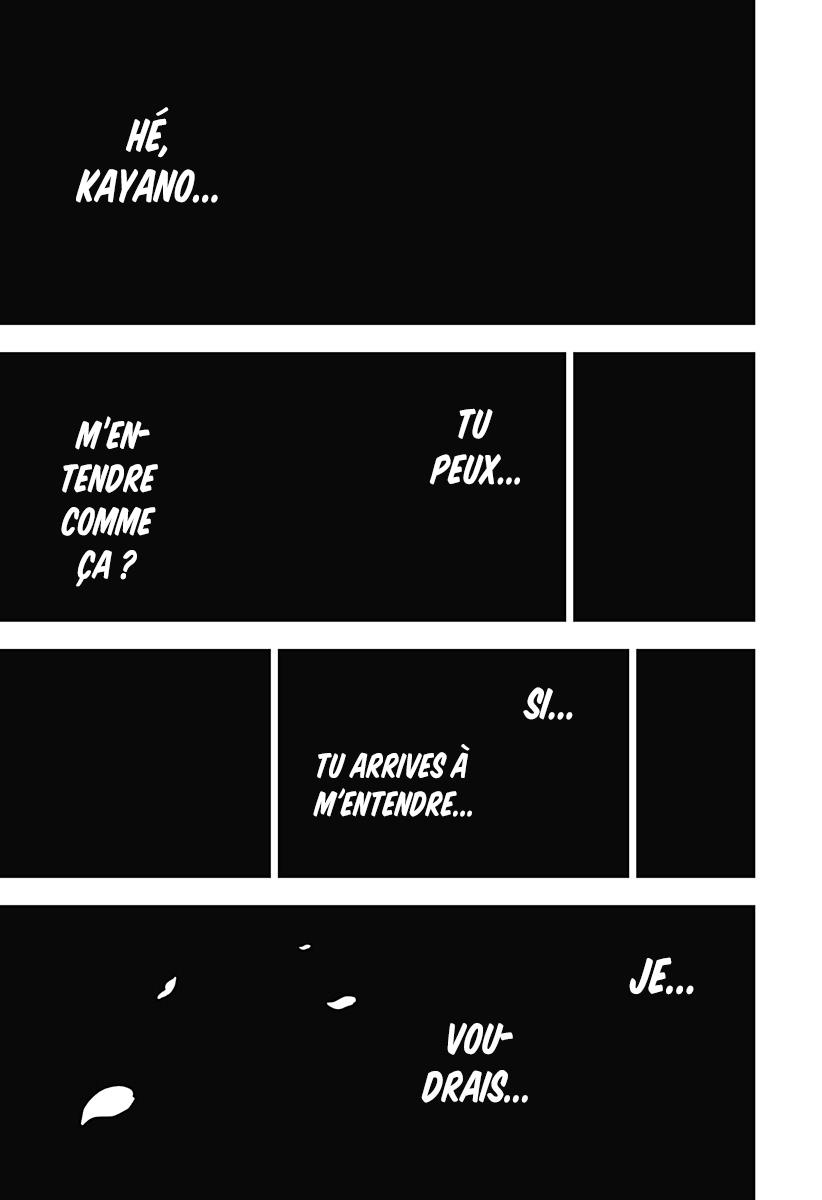 HÉ,
KAYANO...
TU
PEUX...
M'EN-
TENDRE
COMME
ÇA ?
SI...
TU ARRIVES À
M'ENTENDRE...
JE...
VOU-
DRAIS...